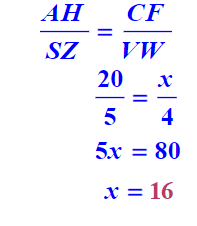 AH/SZ = CF/VW
20/5 = x/4
5x = 80
x = 16